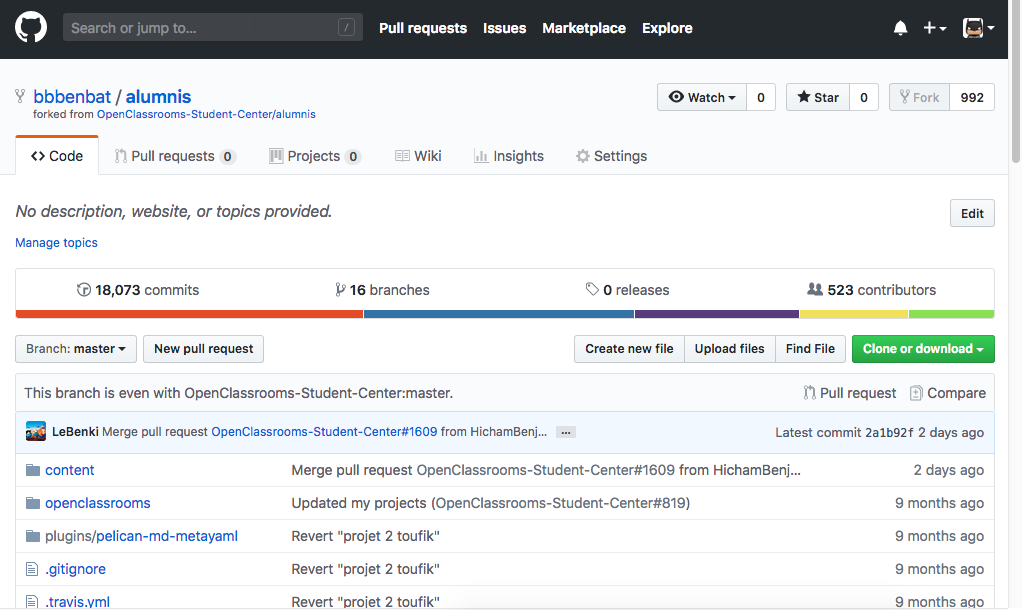 Search or jump to... / Pull requests Issues Marketplace Explore
bbbenbat / alumnis Watch 0 Star 0 Fork 992
forked from OpenClassrooms-Student-Center/alumnis
Code Pull requests 0 Projects 0 Wiki Insights Settings
No description, website, or topics provided. Edit
Manage topics
18,073 commits 16 branches 0 releases 523 contributors
Branch: master New pull request Create new file Upload files Find File Clone or download
This branch is even with OpenClassrooms-Student-Center:master. Pull request Compare
LeBenki Merge pull request OpenClassrooms-Student-Center#1609 from HichamBenj... ... Latest commit 2a1b92f 2 days ago
content Merge pull request OpenClassrooms-Student-Center#1609 from HichamBenj... 2 days ago
openclassrooms Updated my projects (OpenClassrooms-Student-Center#819) 9 months ago
plugins/pelican-md-metayaml Revert "projet 2 toufik" 9 months ago
.gitignore Revert "projet 2 toufik" 9 months ago
.travis.yml Revert "projet 2 toufik" 9 months ago